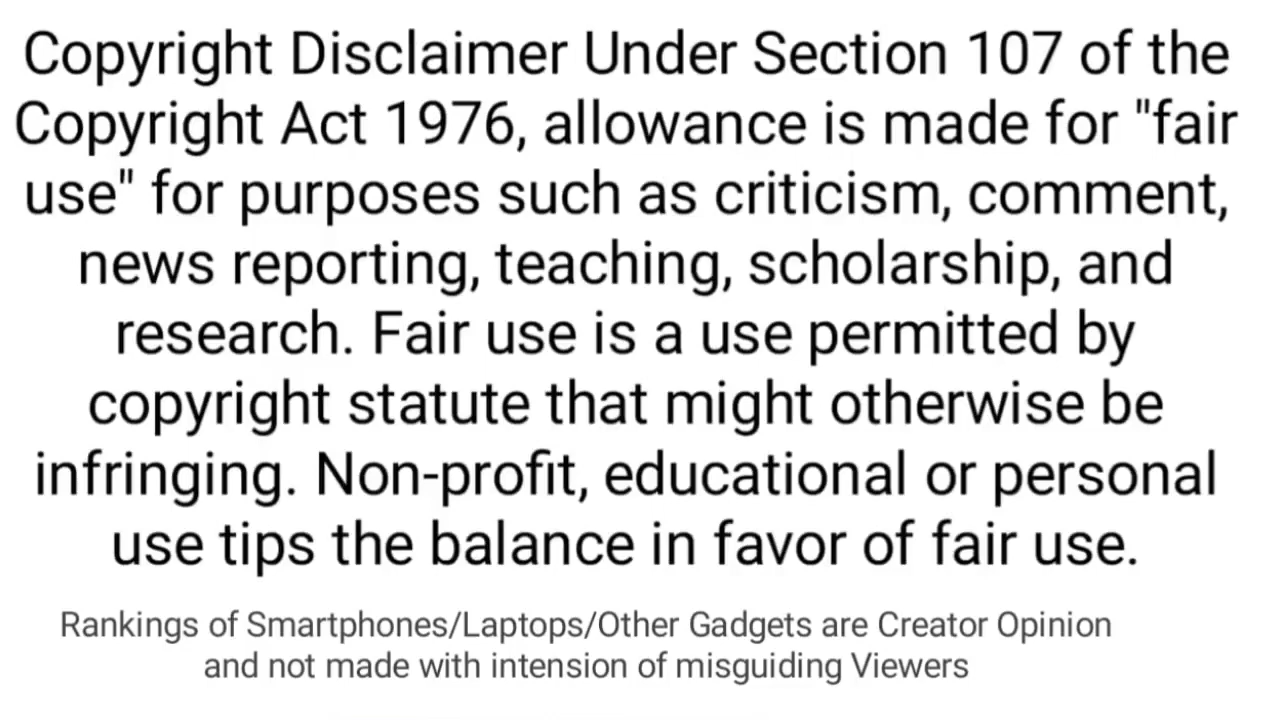 Copyright Disclaimer Under Section 107 of the
Copyright Act 1976, allowance is made for "fair
use" for purposes such as criticism, comment,
news reporting, teaching, scholarship, and
research. Fair use is a use permitted by
copyright statute that might otherwise be
infringing. Non-profit, educational or personal
use tips the balance in favor of fair use.
Rankings of Smartphones/Laptops/Other Gadgets are Creator Opinion
and not made with intension of misguiding Viewers